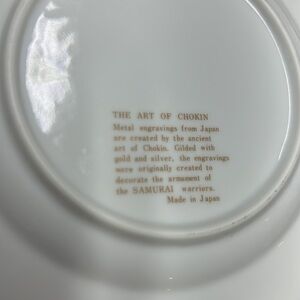 THE ART OF CHOKIN
Metal engravings from Japan
are created by the ancient
art of Chokin. Gilded with
gold and silver, the engravings
were originally created to
decorate the armament of
the SAMURAI warriors.
Made in Japan